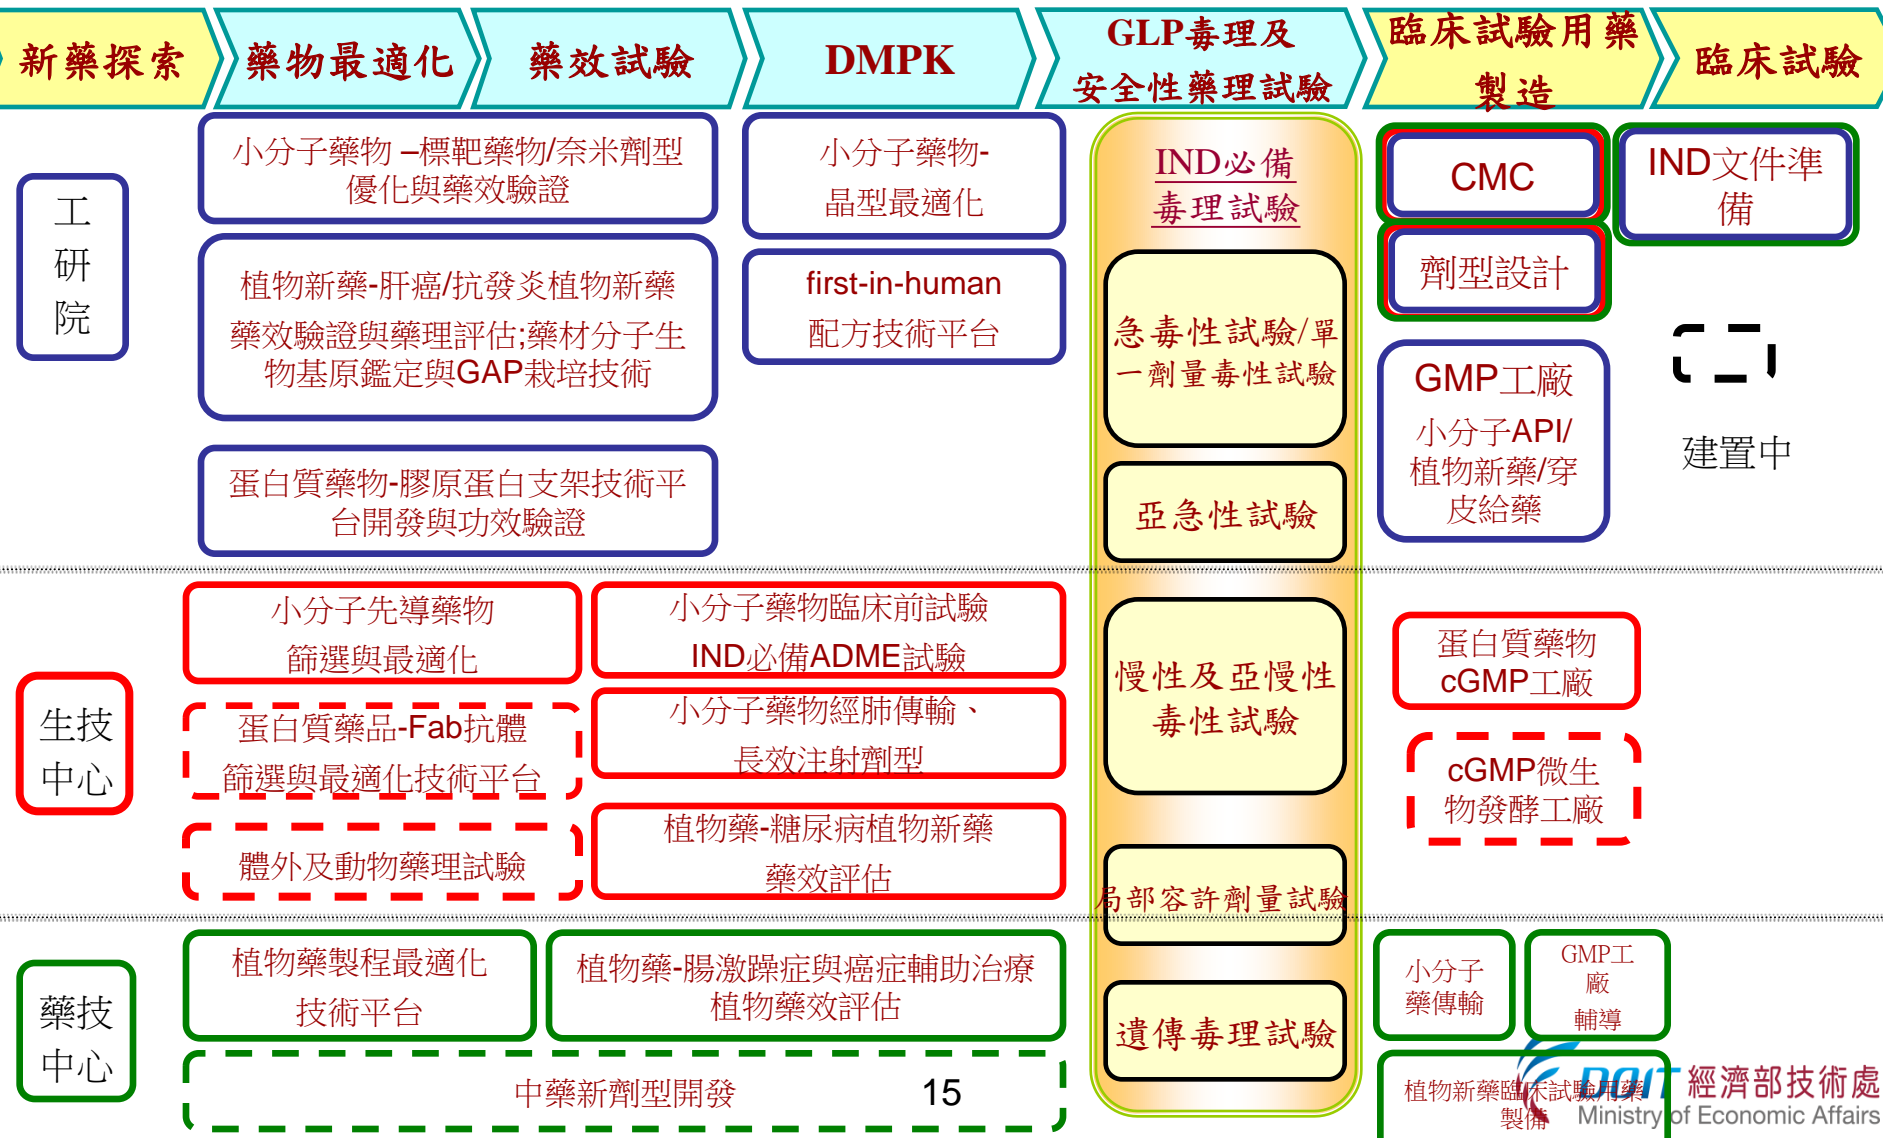 新藥探索
藥物最適化
藥效試驗
DMPK
GLP毒理及
安全性藥理試驗
臨床試驗用藥
製造
臨床試驗
工
研
院
小分子藥物 –標靶藥物/奈米劑型
優化與藥效驗證
植物新藥-肝癌/抗發炎植物新藥
藥效驗證與藥理評估;藥材分子生
物基原鑑定與GAP栽培技術
蛋白質藥物-膠原蛋白支架技術平
台開發與功效驗證
小分子藥物-
晶型最適化
first-in-human
配方技術平台
IND必備
毒理試驗
急毒性試驗/單
一劑量毒性試驗
亞急性試驗
慢性及亞慢性
毒性試驗
局部容許劑量試驗
遺傳毒理試驗
CMC
劑型設計
GMP工廠
小分子API/
植物新藥/穿
皮給藥
IND文件準
備
建置中
生技
中心
小分子先導藥物
篩選與最適化
蛋白質藥品-Fab抗體
篩選與最適化技術平台
體外及動物藥理試驗
小分子藥物臨床前試驗
IND必備ADME試驗
小分子藥物經肺傳輸、
長效注射劑型
植物藥-糖尿病植物新藥
藥效評估
蛋白質藥物
cGMP工廠
cGMP微生
物發酵工廠
藥技
中心
植物藥製程最適化
技術平台
植物藥-腸激躁症與癌症輔助治療
植物藥效評估
中藥新劑型開發
15
小分子
藥傳輸
GMP工
廠
輔導
植物新藥臨床試驗用藥
製備
DOIT 經濟部技術處
Ministry of Economic Affairs